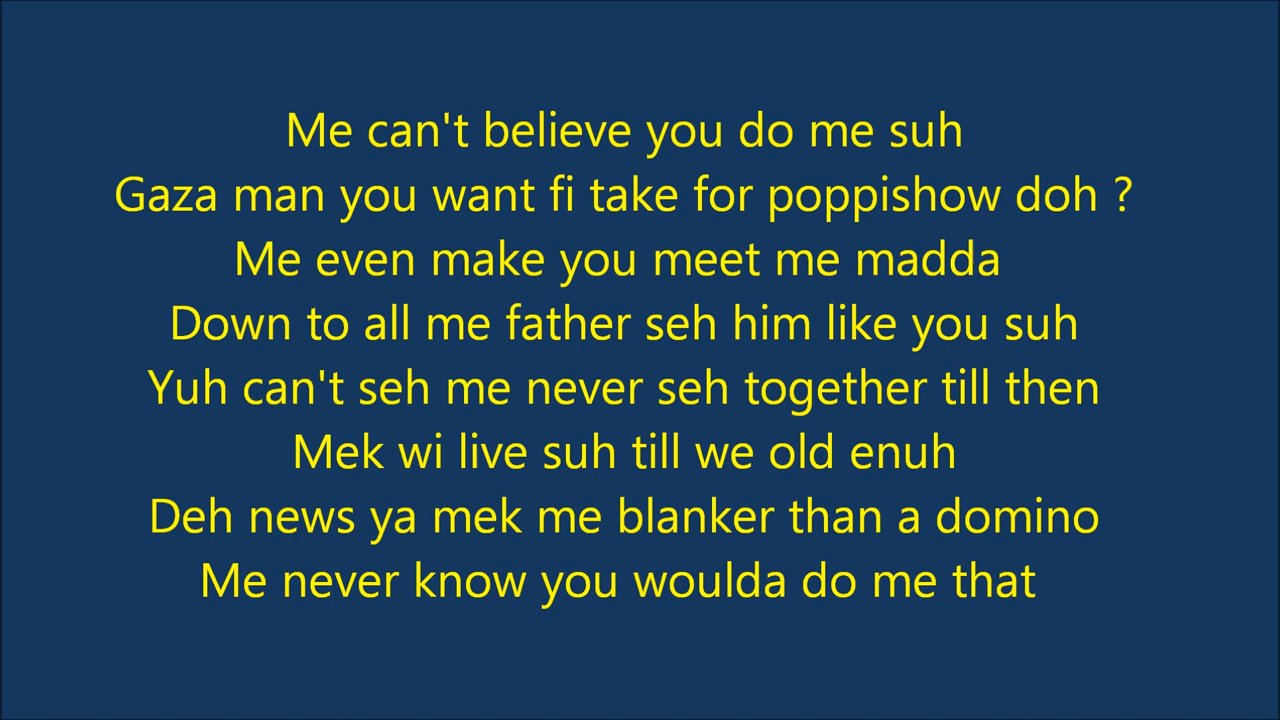 Me can't believe you do me suh
Gaza man you want fi take for poppishow doh ?
Me even make you meet me madda
Down to all me father seh him like you suh
Yuh can't seh me never seh together till then
Mek wi live suh till we old enuh
Deh news ya mek me blanker than a domino
Me never know you woulda do me that